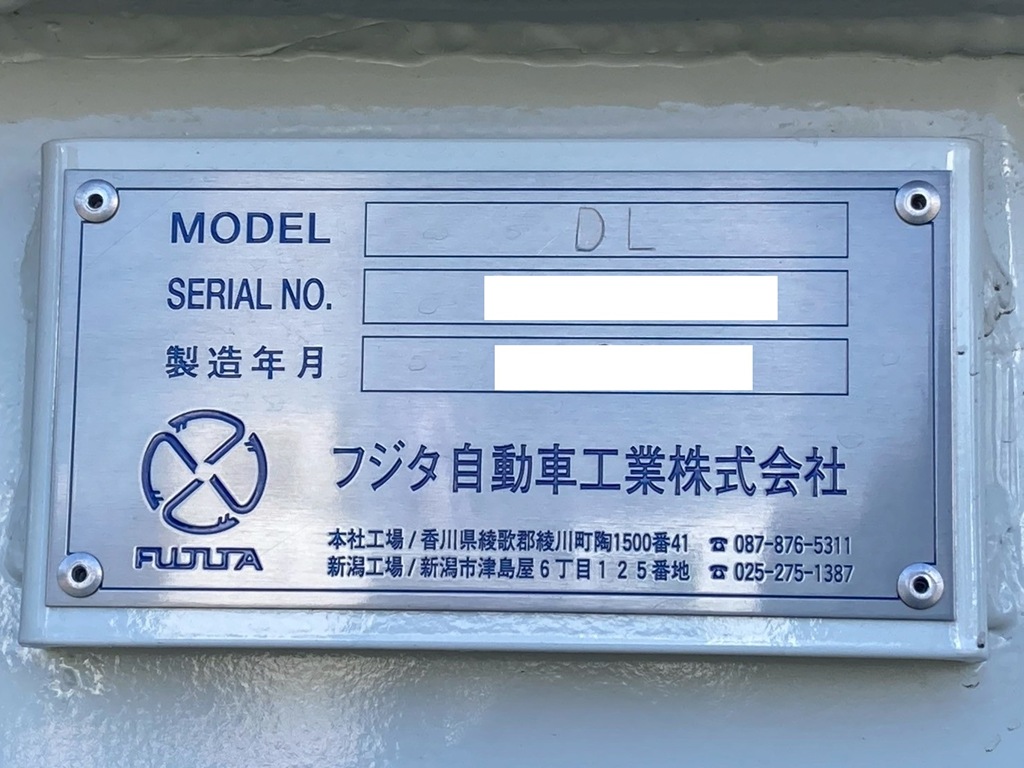 MODEL DL
SERIAL NO.
製造年月
フジタ自動車工業株式会社
FUJITA
本社工場/香川県綾歌郡綾川町陶1500番41 ☎ 087-876-5311
新潟工場/新潟市津島屋6丁目125番地 ☎ 025-275-1387